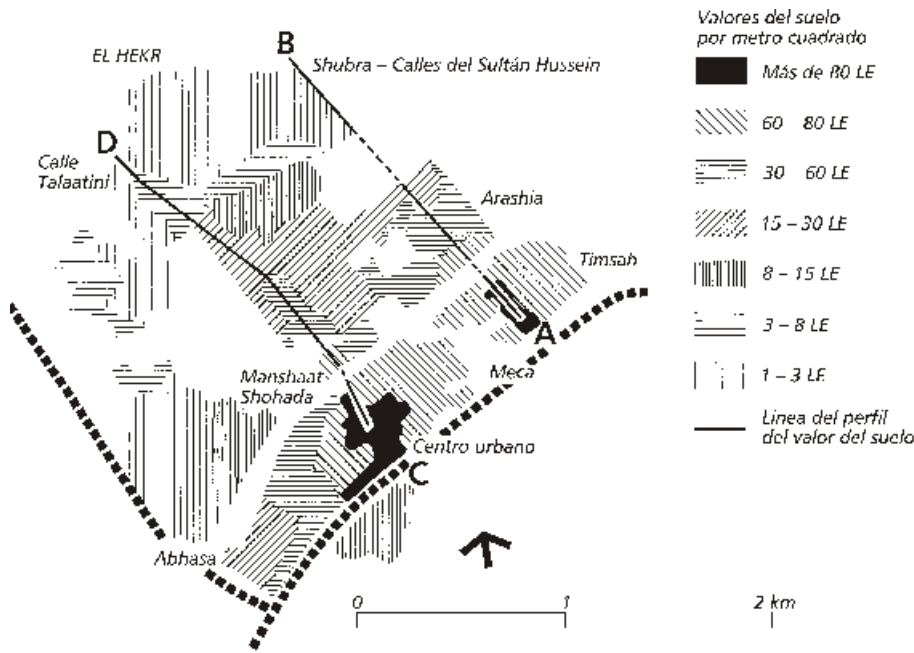 Valores del suelo
por metro cuadrado
Más de 80 LE
60 80 LE
30 60 LE
15 – 30 LE
8 – 15 LE
3 – 8 LE
1 – 3 LE
Línea del perfil
del valor del suelo
B
EL HEKR
Shubra – Calles del Sultán Hussein
D
Calle
Talaatini
Arashia
Timsah
A
Meca
Manshaat
Shohada
Centro urbano
C
Abhasa
0 1 2 km